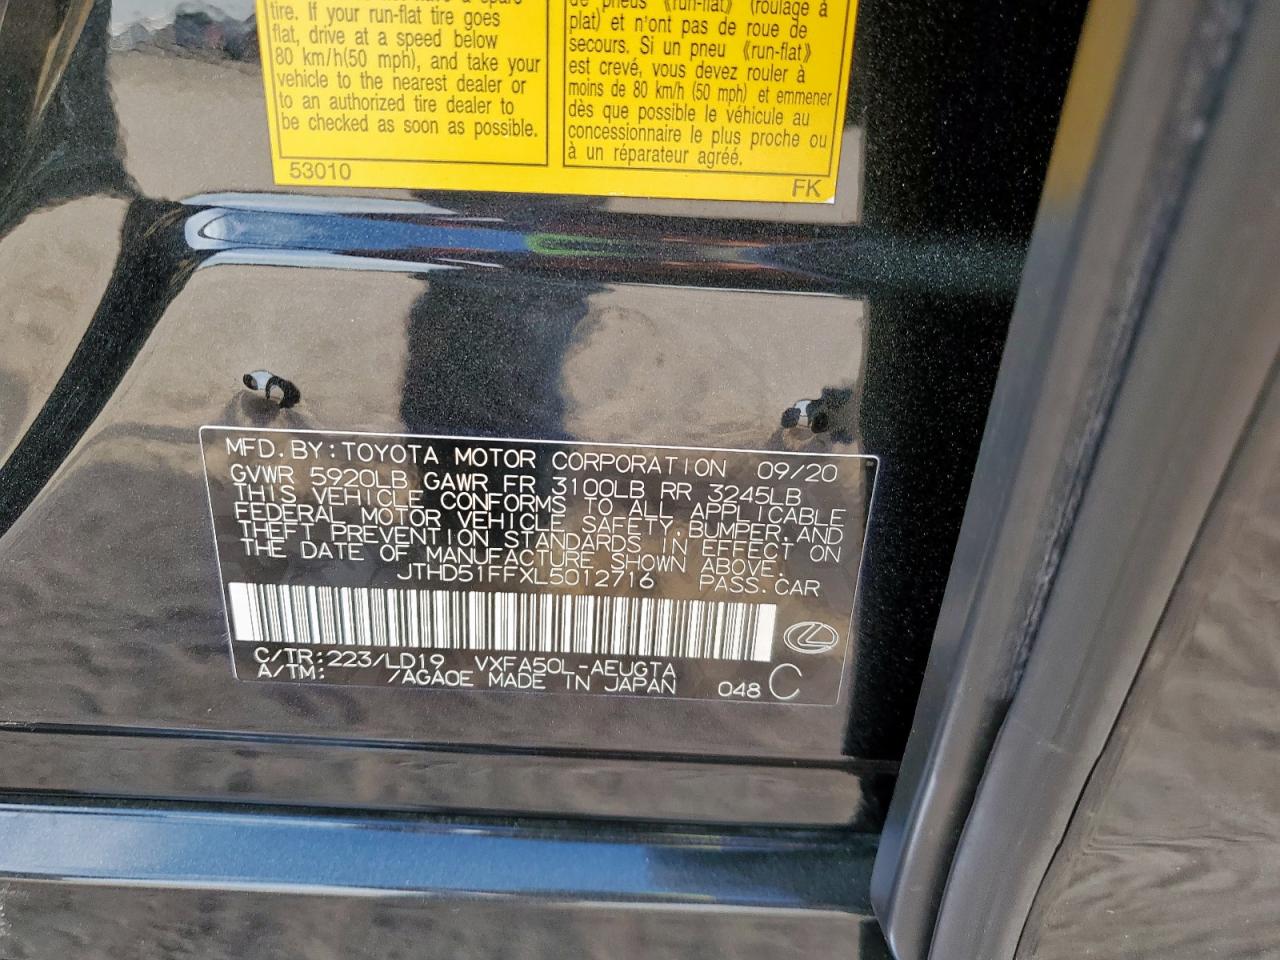 tire. If your run-flat tire goes
flat, drive at a speed below
80 km/h(50 mph), and take your
vehicle to the nearest dealer or
to an authorized tire dealer to
be checked as soon as possible.
53010
de pneus 《run-flat》 (roulage à
plat) et n'ont pas de roue de
secours. Si un pneu 《run-flat》
est crevé, vous devez rouler à
moins de 80 km/h (50 mph) et emmener
dès que possible le véhicule au
concessionnaire le plus proche ou
à un réparateur agréé.
FK
MFD. BY: TOYOTA MOTOR CORPORATION 09/20
GVWR 5920LB GAWR FR 3100LB RR 3245LB
THIS VEHICLE CONFORMS TO ALL APPLICABLE
FEDERAL MOTOR VEHICLE SAFETY, BUMPER, AND
THEFT PREVENTION STANDARDS IN EFFECT ON
THE DATE OF MANUFACTURE SHOWN ABOVE.
JTHD51FFXL5012716 PASS. CAR
C/TR: 223/LD19 VXFA50L-AEUGTA
A/TM: /AGA0E MADE IN JAPAN 048 C